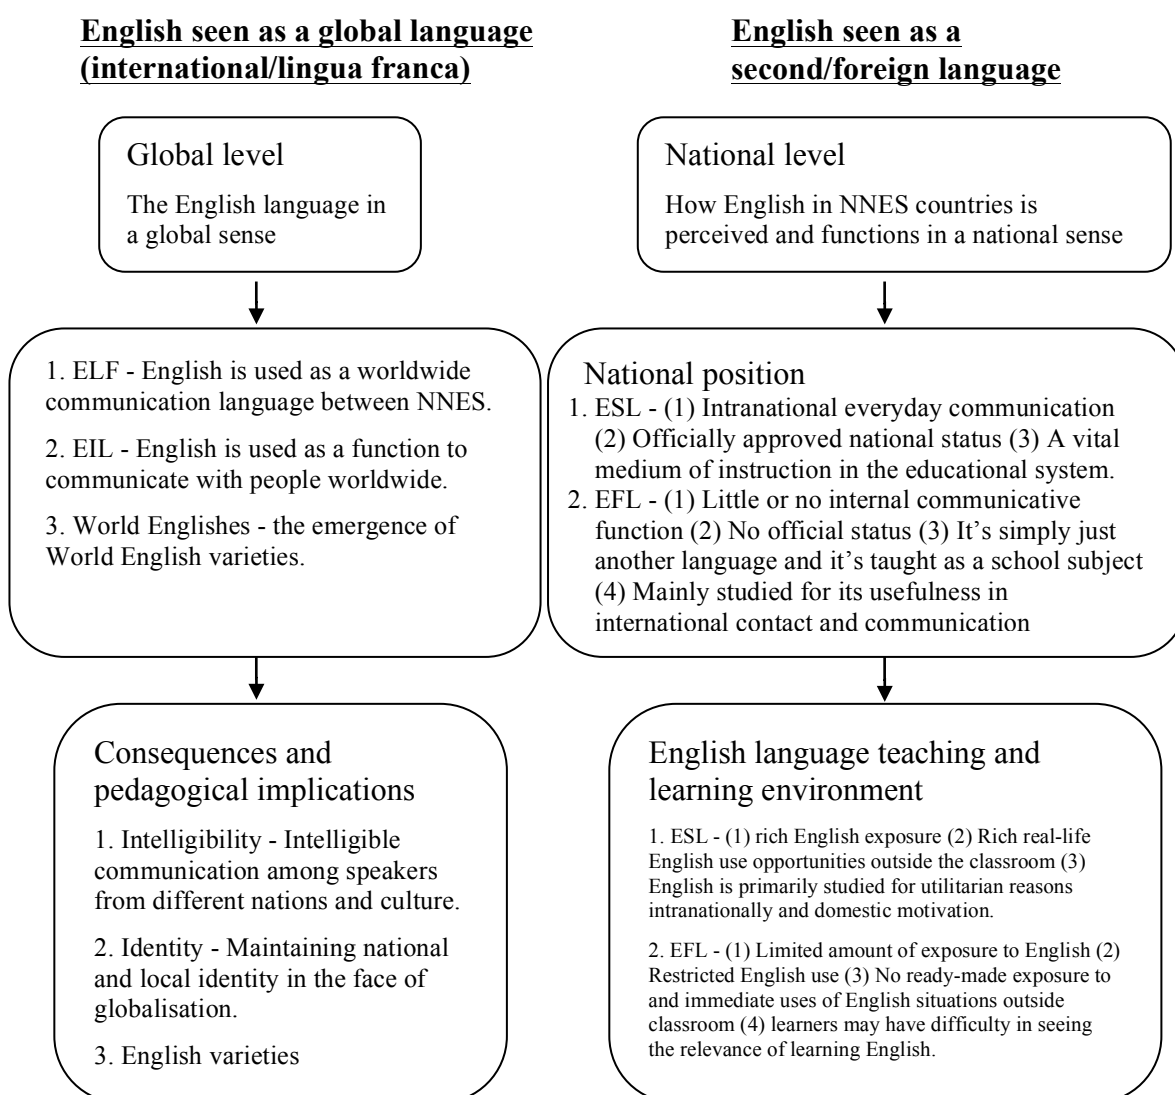 English seen as a global language
(international/lingua franca)
Global level
The English language in
a global sense
1. ELF - English is used as a worldwide
communication language between NNES.
2. EIL - English is used as a function to
communicate with people worldwide.
3. World Englishes - the emergence of
World English varieties.
Consequences and
pedagogical implications
1. Intelligibility - Intelligible
communication among speakers
from different nations and culture.
2. Identity - Maintaining national
and local identity in the face of
globalisation.
3. English varieties
English seen as a
second/foreign language
National level
How English in NNES countries is
perceived and functions in a national sense
National position
1. ESL - (1) Intranational everyday communication
(2) Officially approved national status (3) A vital
medium of instruction in the educational system.
2. EFL - (1) Little or no internal communicative
function (2) No official status (3) It’s simply just
another language and it’s taught as a school subject
(4) Mainly studied for its usefulness in
international contact and communication
English language teaching and
learning environment
1. ESL - (1) rich English exposure (2) Rich real-life
English use opportunities outside the classroom (3)
English is primarily studied for utilitarian reasons
intranationally and domestic motivation.
2. EFL - (1) Limited amount of exposure to English (2)
Restricted English use (3) No ready-made exposure to
and immediate uses of English situations outside
classroom (4) learners may have difficulty in seeing
the relevance of learning English.